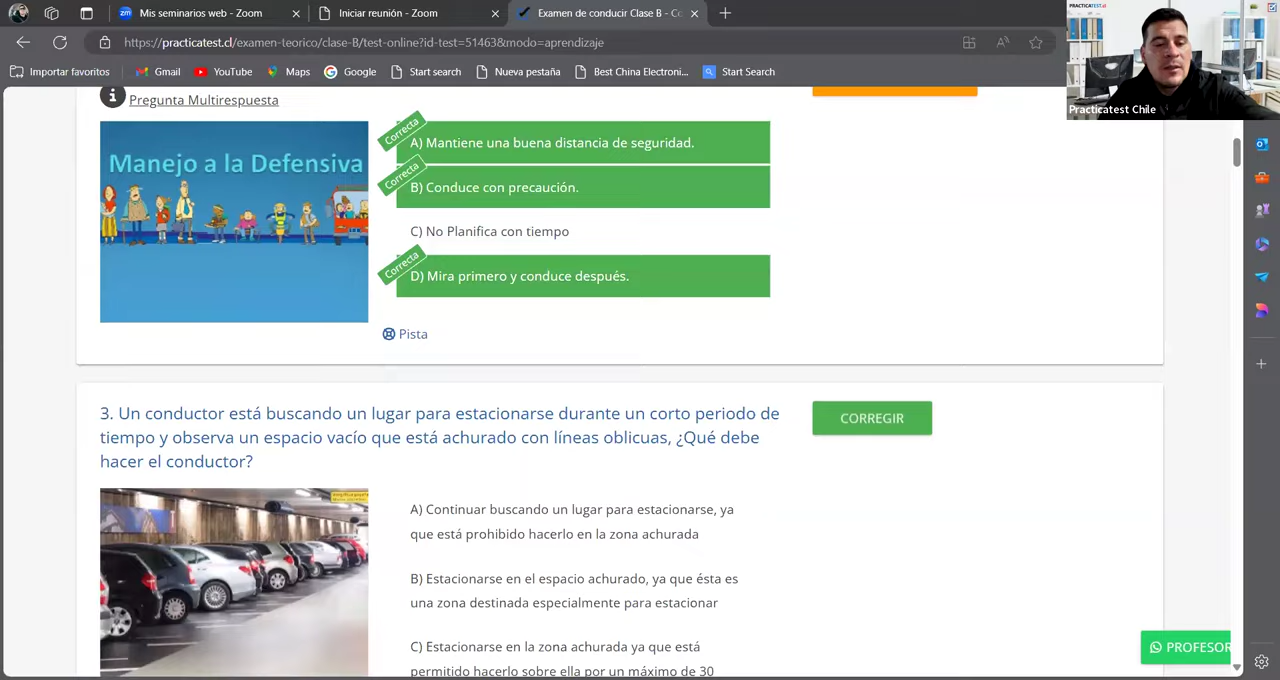 Mis seminarios web - Zoom
Iniciar reunión - Zoom
https://practicatest.cl/examen-teorico/clase-B/test-online?id-test=51463&modo=aprendizaje
Importar favoritos
Gmail
YouTube
Maps
Google
Start search
Nueva pestaña
Best China Electroni...
Start Search
PRACTICATEST.cl
Practicatest Chile
Pregunta Multirespuesta
Manejo a la Defensiva
Correcta
A) Mantiene una buena distancia de seguridad.
Correcta
B) Conduce con precaución.
C) No Planifica con tiempo
Correcta
D) Mira primero y conduce después.
Pista
3. Un conductor está buscando un lugar para estacionarse durante un corto periodo de
tiempo y observa un espacio vacío que está achurado con líneas oblicuas, ¿Qué debe
hacer el conductor?
CORREGIR
A) Continuar buscando un lugar para estacionarse, ya
que está prohibido hacerlo en la zona achurada
B) Estacionarse en el espacio achurado, ya que ésta es
una zona destinada especialmente para estacionar
C) Estacionarse en la zona achurada ya que está
permitido hacerlo sobre ella por un máximo de 30
PROFESOR